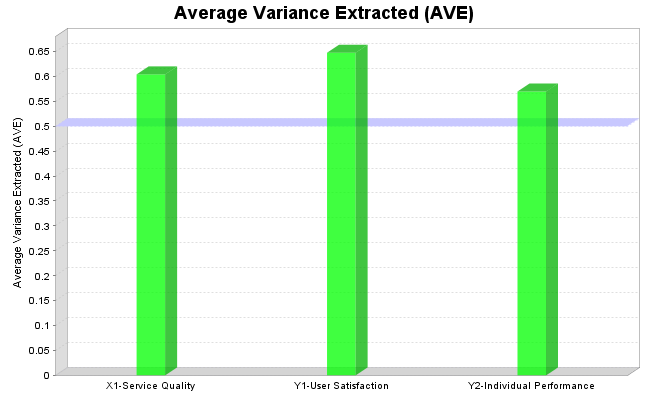 Average Variance Extracted (AVE)
Average Variance Extracted (AVE)
0.65
0.6
0.55
0.5
0.45
0.4
0.35
0.3
0.25
0.2
0.15
0.1
0.05
0
X1-Service Quality
Y1-User Satisfaction
Y2-Individual Performance